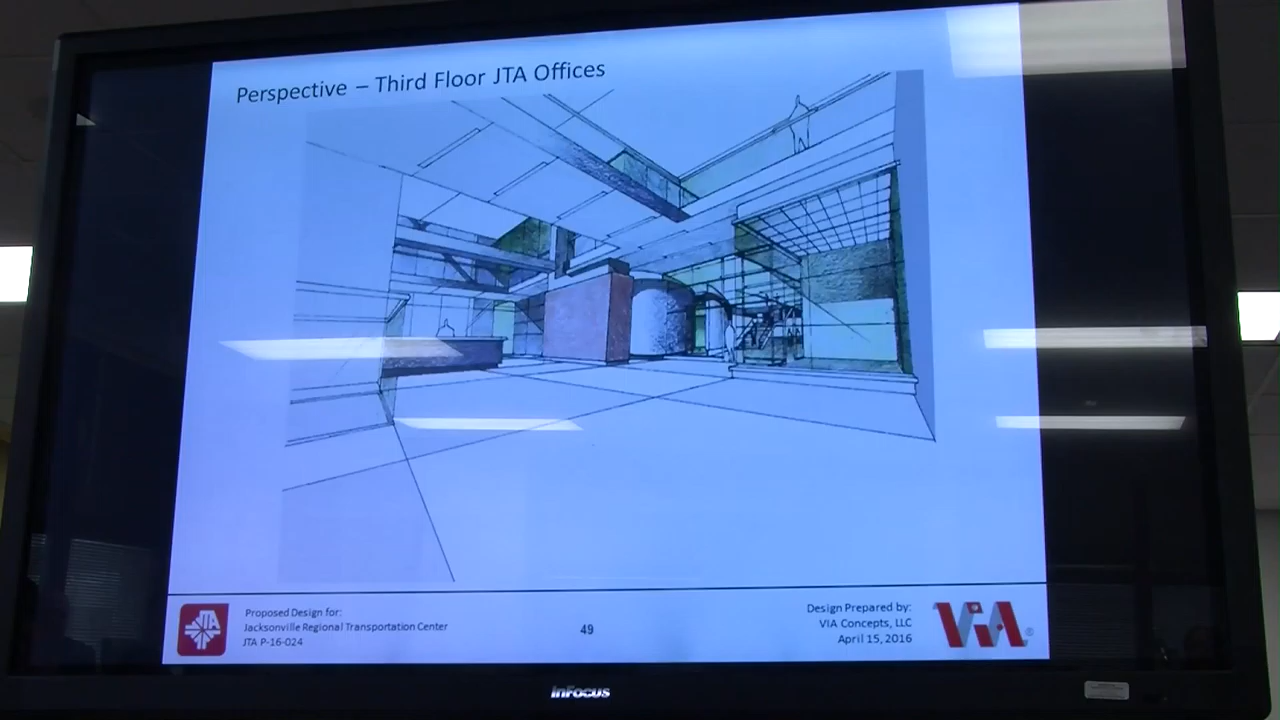 Perspective – Third Floor JTA Offices
JTA
Proposed Design for:
Jacksonville Regional Transportation Center
JTA P-16-024
49
Design Prepared by:
VIA Concepts, LLC
April 15, 2016
VIA®
InFocus